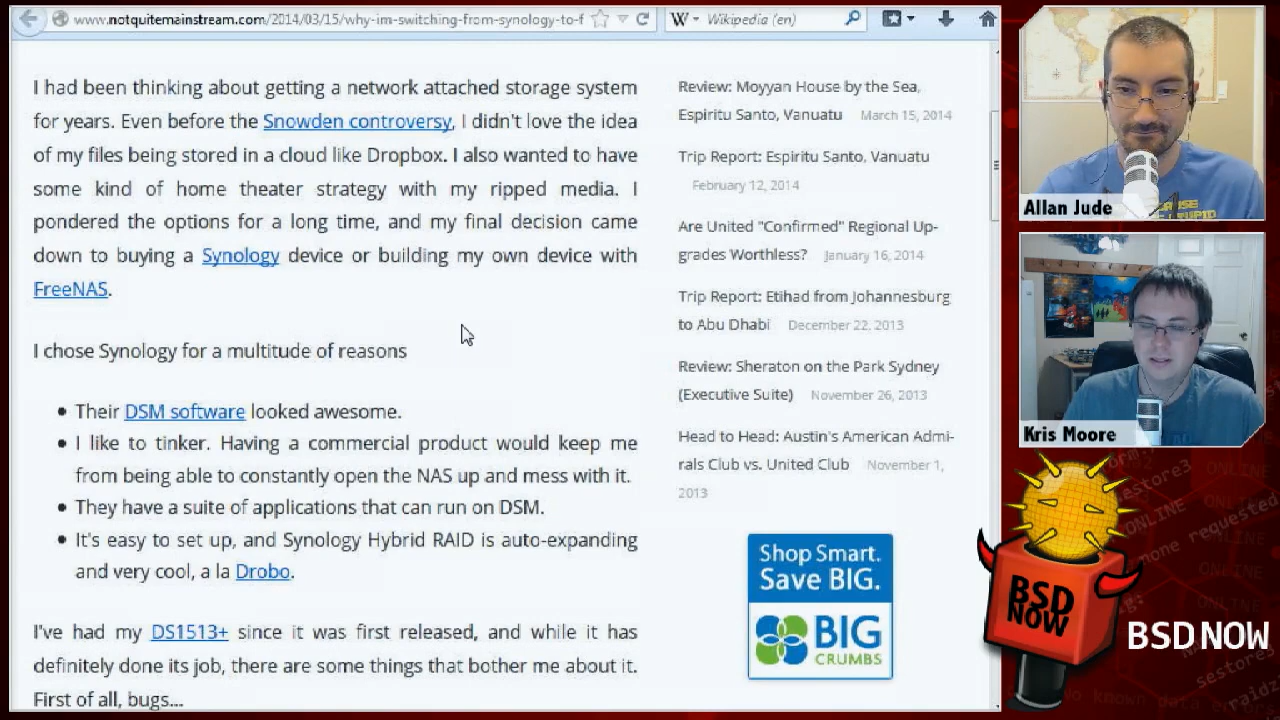 www.notquitemainstream.com/2014/03/15/why-im-switching-from-synology-to-f
W
Wikipedia (en)
I had been thinking about getting a network attached storage system
for years. Even before the Snowden controversy, I didn't love the idea
of my files being stored in a cloud like Dropbox. I also wanted to have
some kind of home theater strategy with my ripped media. I
pondered the options for a long time, and my final decision came
down to buying a Synology device or building my own device with
FreeNAS.
I chose Synology for a multitude of reasons
• Their DSM software looked awesome.
• I like to tinker. Having a commercial product would keep me
from being able to constantly open the NAS up and mess with it.
• They have a suite of applications that can run on DSM.
• It's easy to set up, and Synology Hybrid RAID is auto-expanding
and very cool, a la Drobo.
I've had my DS1513+ since it was first released, and while it has
definitely done its job, there are some things that bother me about it.
First of all, bugs...
Review: Moyyan House by the Sea,
Espiritu Santo, Vanuatu March 15, 2014
Trip Report: Espiritu Santo, Vanuatu
February 12, 2014
Are United "Confirmed" Regional Up-
grades Worthless? January 16, 2014
Trip Report: Etihad from Johannesburg
to Abu Dhabi December 22, 2013
Review: Sheraton on the Park Sydney
(Executive Suite) November 26, 2013
Head to Head: Austin's American Admi-
rals Club vs. United Club November 1,
2013
Shop Smart.
Save BIG.
BIG
CRUMBS
Allan Jude
Kris Moore
BSD
NOW
BSD NOW